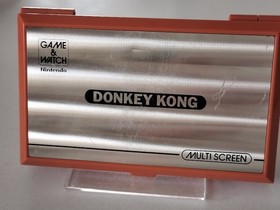 GAME
&
WATCH
Nintendo
DONKEY KONG
MULTI SCREEN